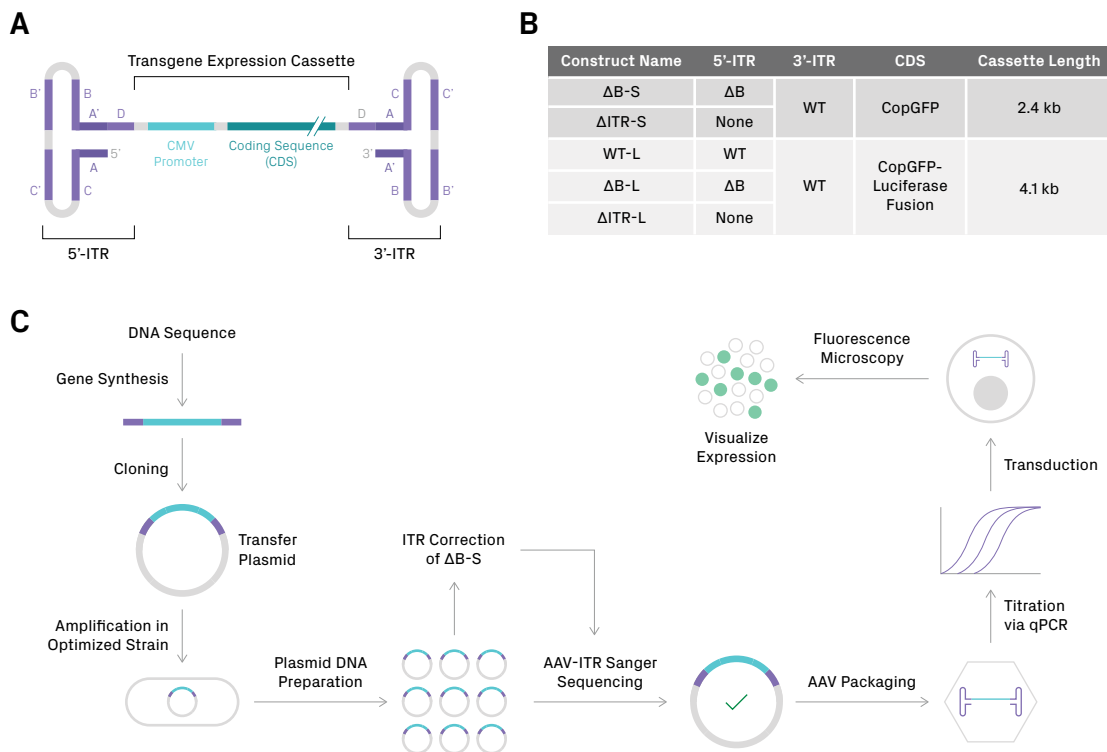 A
Transgene Expression Cassette
B'
B
A'
D
5'
A
C'
C
CMV
Promoter
Coding Sequence
(CDS)
D
A
C
C'
3'
A'
B
B'
5'-ITR
3'-ITR
B
Construct Name 5'-ITR 3'-ITR CDS Cassette Length
ΔB-S ΔB
ΔITR-S None
WT CopGFP 2.4 kb
WT-L WT
ΔB-L ΔB
ΔITR-L None
WT
CopGFP-
Luciferase
Fusion
4.1 kb
C
DNA Sequence
Gene Synthesis
Cloning
Transfer
Plasmid
Amplification in
Optimized Strain
Plasmid DNA
Preparation
ITR Correction
of ΔB-S
AAV-ITR Sanger
Sequencing
AAV Packaging
Titration
via qPCR
Transduction
Fluorescence
Microscopy
Visualize
Expression